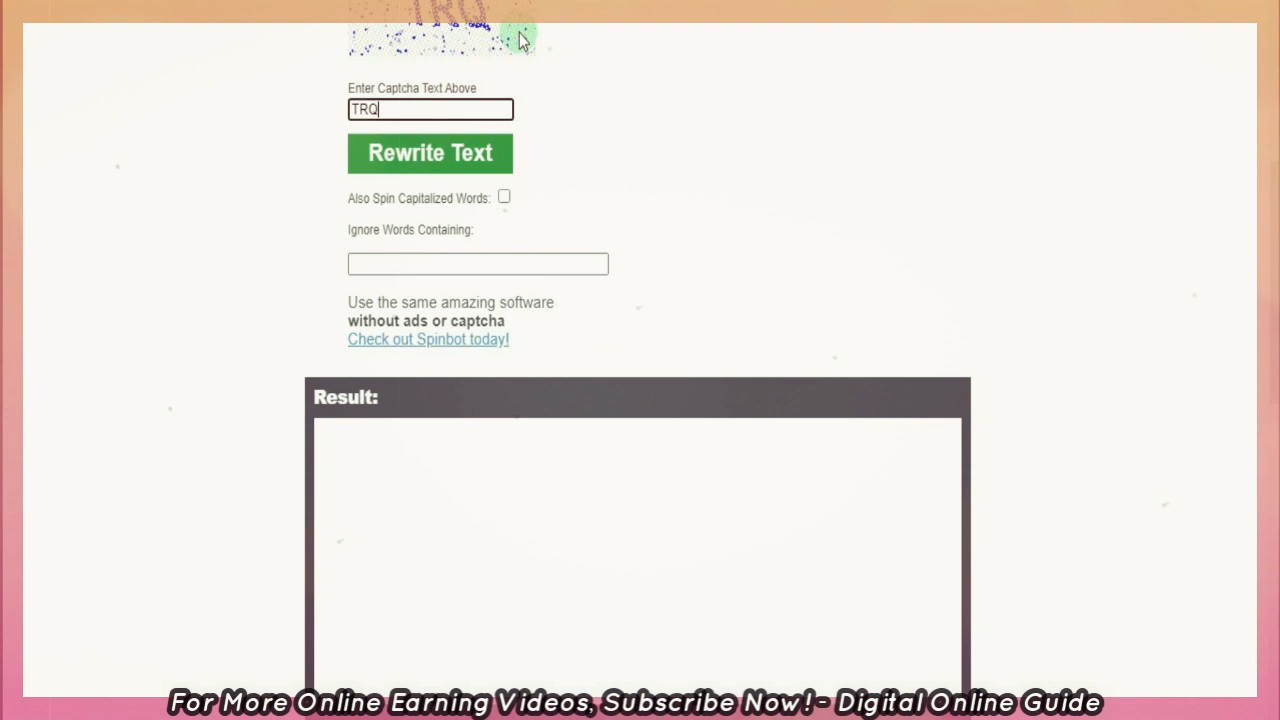 TRQ
Enter Captcha Text Above
TRQ
Rewrite Text
Also Spin Capitalized Words:
Ignore Words Containing:
Use the same amazing software
without ads or captcha
Check out Spinbot today!
Result:
For More Online Earning Videos, Subscribe Now! - Digital Online Guide